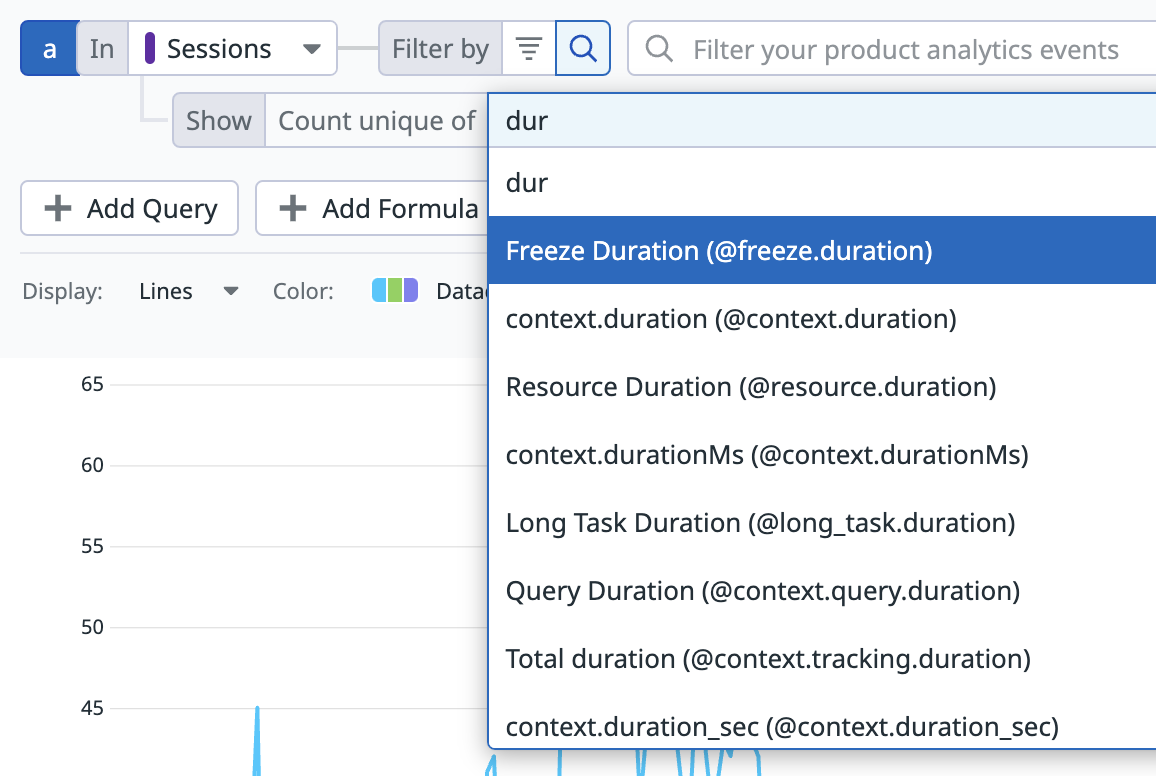 a In Sessions Filter by Filter your product analytics events
Show Count unique of dur
dur
Add Query Add Formula
Freeze Duration (@freeze.duration)
Display: Lines Color:
context.duration (@context.duration)
Resource Duration (@resource.duration)
context.durationMs (@context.durationMs)
Long Task Duration (@long_task.duration)
Query Duration (@context.query.duration)
Total duration (@context.tracking.duration)
context.duration_sec (@context.duration_sec)
65
60
55
50
45